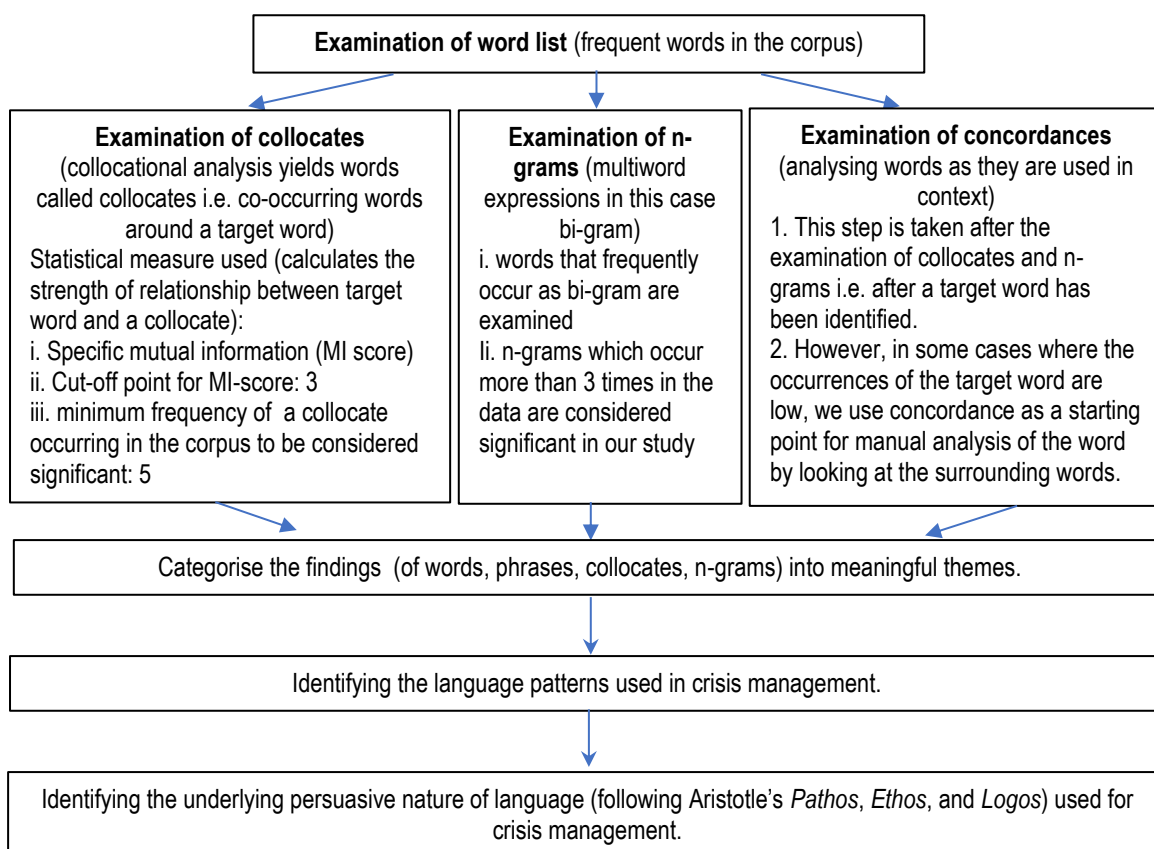 Examination of word list (frequent words in the corpus)
Examination of collocates
(collocational analysis yields words
called collocates i.e. co-occurring words
around a target word)
Statistical measure used (calculates the
strength of relationship between target
word and a collocate):
i. Specific mutual information (MI score)
ii. Cut-off point for MI-score: 3
iii. minimum frequency of a collocate
occurring in the corpus to be considered
significant: 5
Examination of n-
grams (multiword
expressions in this case
bi-gram)
i. words that frequently
occur as bi-gram are
examined
Ii. n-grams which occur
more than 3 times in the
data are considered
significant in our study
Examination of concordances
(analysing words as they are used in
context)
1. This step is taken after the
examination of collocates and n-
grams i.e. after a target word has
been identified.
2. However, in some cases where the
occurrences of the target word are
low, we use concordance as a starting
point for manual analysis of the word
by looking at the surrounding words.
Categorise the findings (of words, phrases, collocates, n-grams) into meaningful themes.
Identifying the language patterns used in crisis management.
Identifying the underlying persuasive nature of language (following Aristotle's Pathos, Ethos, and Logos) used for
crisis management.